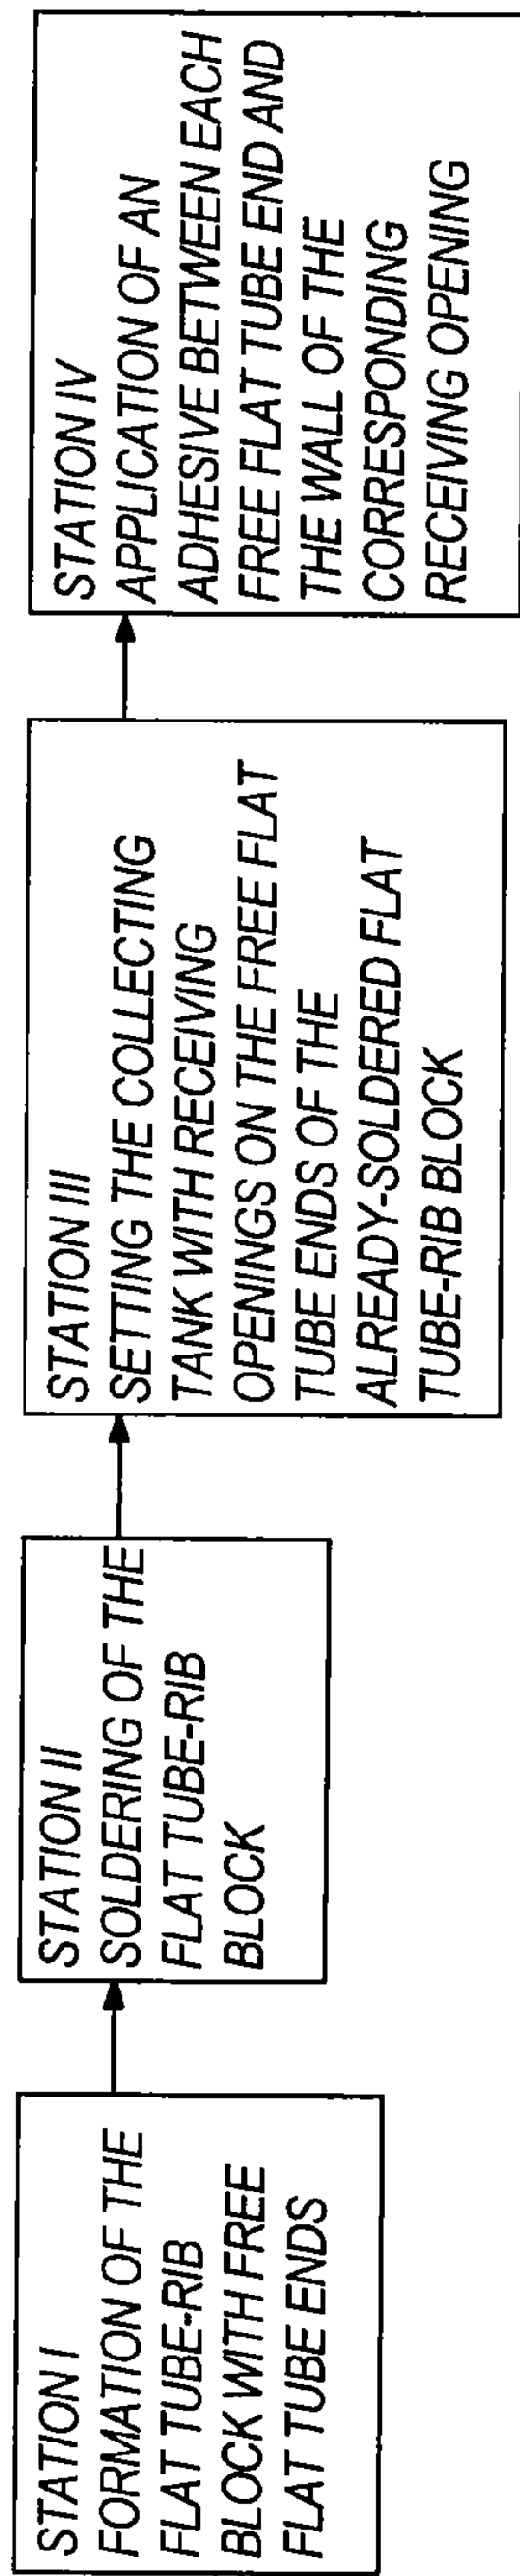 STATION I
FORMATION OF THE
FLAT TUBE-RIB
BLOCK WITH FREE
FLAT TUBE ENDS
STATION II
SOLDERING OF THE
FLAT TUBE-RIB
BLOCK
STATION III
SETTING THE COLLECTING
TANK WITH RECEIVING
OPENINGS ON THE FREE FLAT
TUBE ENDS OF THE
ALREADY-SOLDERED FLAT
TUBE-RIB BLOCK
STATION IV
APPLICATION OF AN
ADHESIVE BETWEEN EACH
FREE FLAT TUBE END AND
THE WALL OF THE
CORRESPONDING
RECEIVING OPENING